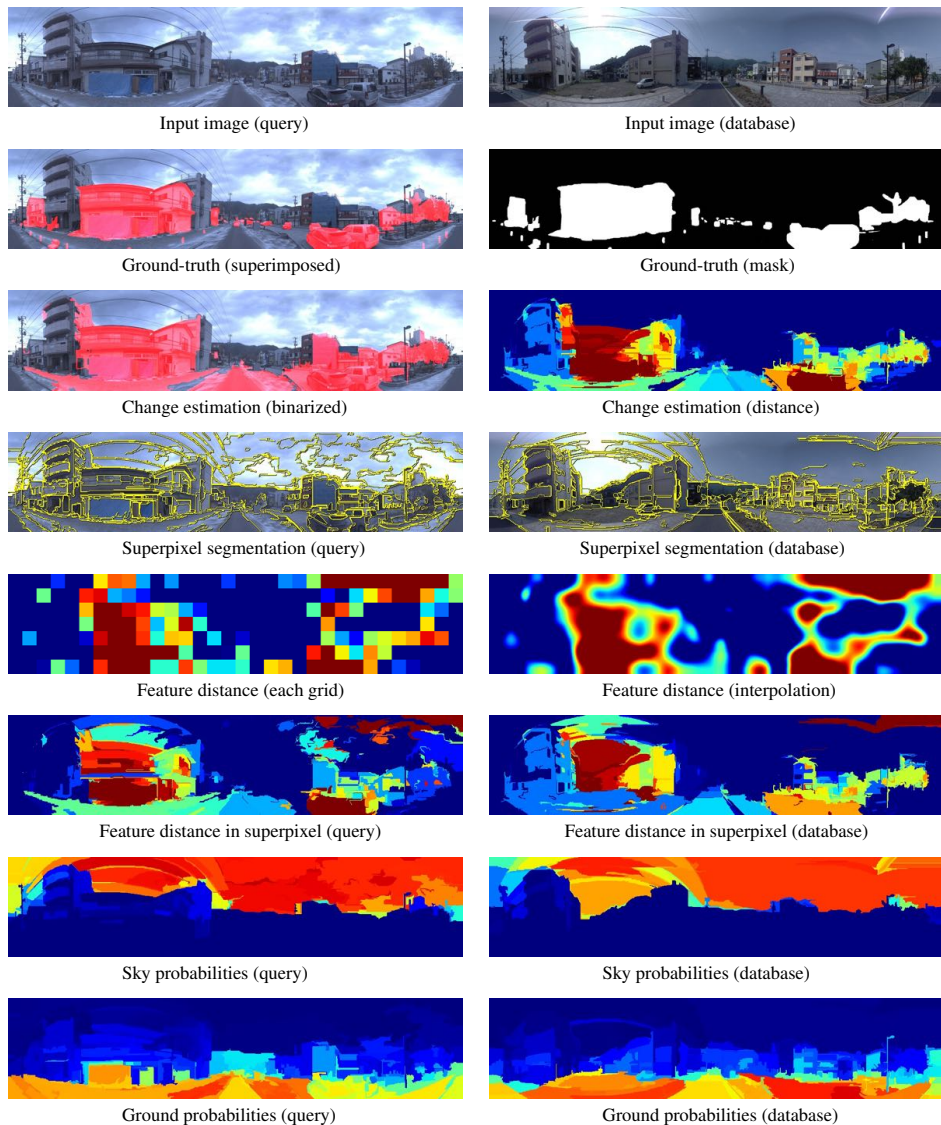 Input image (query)
Input image (database)
Ground-truth (superimposed)
Ground-truth (mask)
Change estimation (binarized)
Change estimation (distance)
Superpixel segmentation (query)
Superpixel segmentation (database)
Feature distance (each grid)
Feature distance (interpolation)
Feature distance in superpixel (query)
Feature distance in superpixel (database)
Sky probabilities (query)
Sky probabilities (database)
Ground probabilities (query)
Ground probabilities (database)